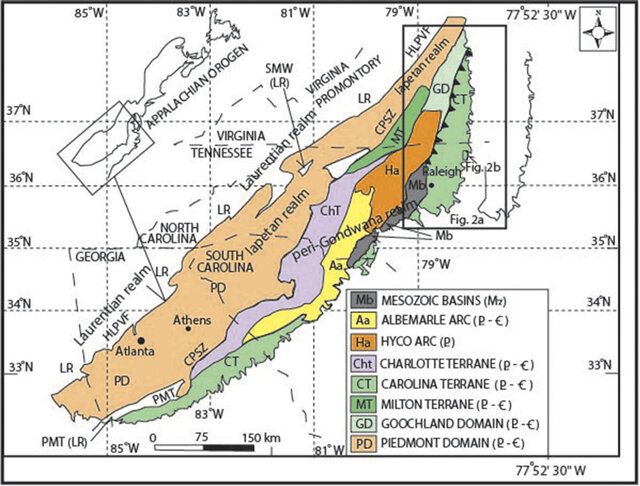 85°W
83°W
81°W
79°W
77°52'30"W
N
HLPVF
Iapetan realm
APPALACHIAN OROGEN
SMW
(LR)
VIRGINIA
PROMONTORY
LR
Laurentian realm
37°N
37°N
CPSZ
MT
GD
CT
VIRGINIA
TENNESSEE
Ha
Raleigh
Fig. 2b
36°N
36°N
Mb
ChT
LR
Iapetan realm
peri-Gondwana realm
Fig. 2a
NORTH
CAROLINA
Mb
35°N
35°N
GEORGIA
SOUTH
CAROLINA
Aa
79°W
LR
PD
Laurentian realm
HLPVF
34°N
34°N
Athens
Atlanta
CPSZ
CT
LR
33°N
33°N
PD
PMT
83°W
PMT (LR)
85°W
0 75 150 km
81°W
77°52'30"W
Mb MESOZOIC BASINS (Mz)
Aa ALBEMARLE ARC (p - €)
Ha HYCO ARC (p)
Cht CHARLOTTE TERRANE (p - €)
CT CAROLINA TERRANE (p - €)
MT MILTON TERRANE (p - €)
GD GOOCHLAND DOMAIN (p - €)
PD PIEDMONT DOMAIN (p - €)